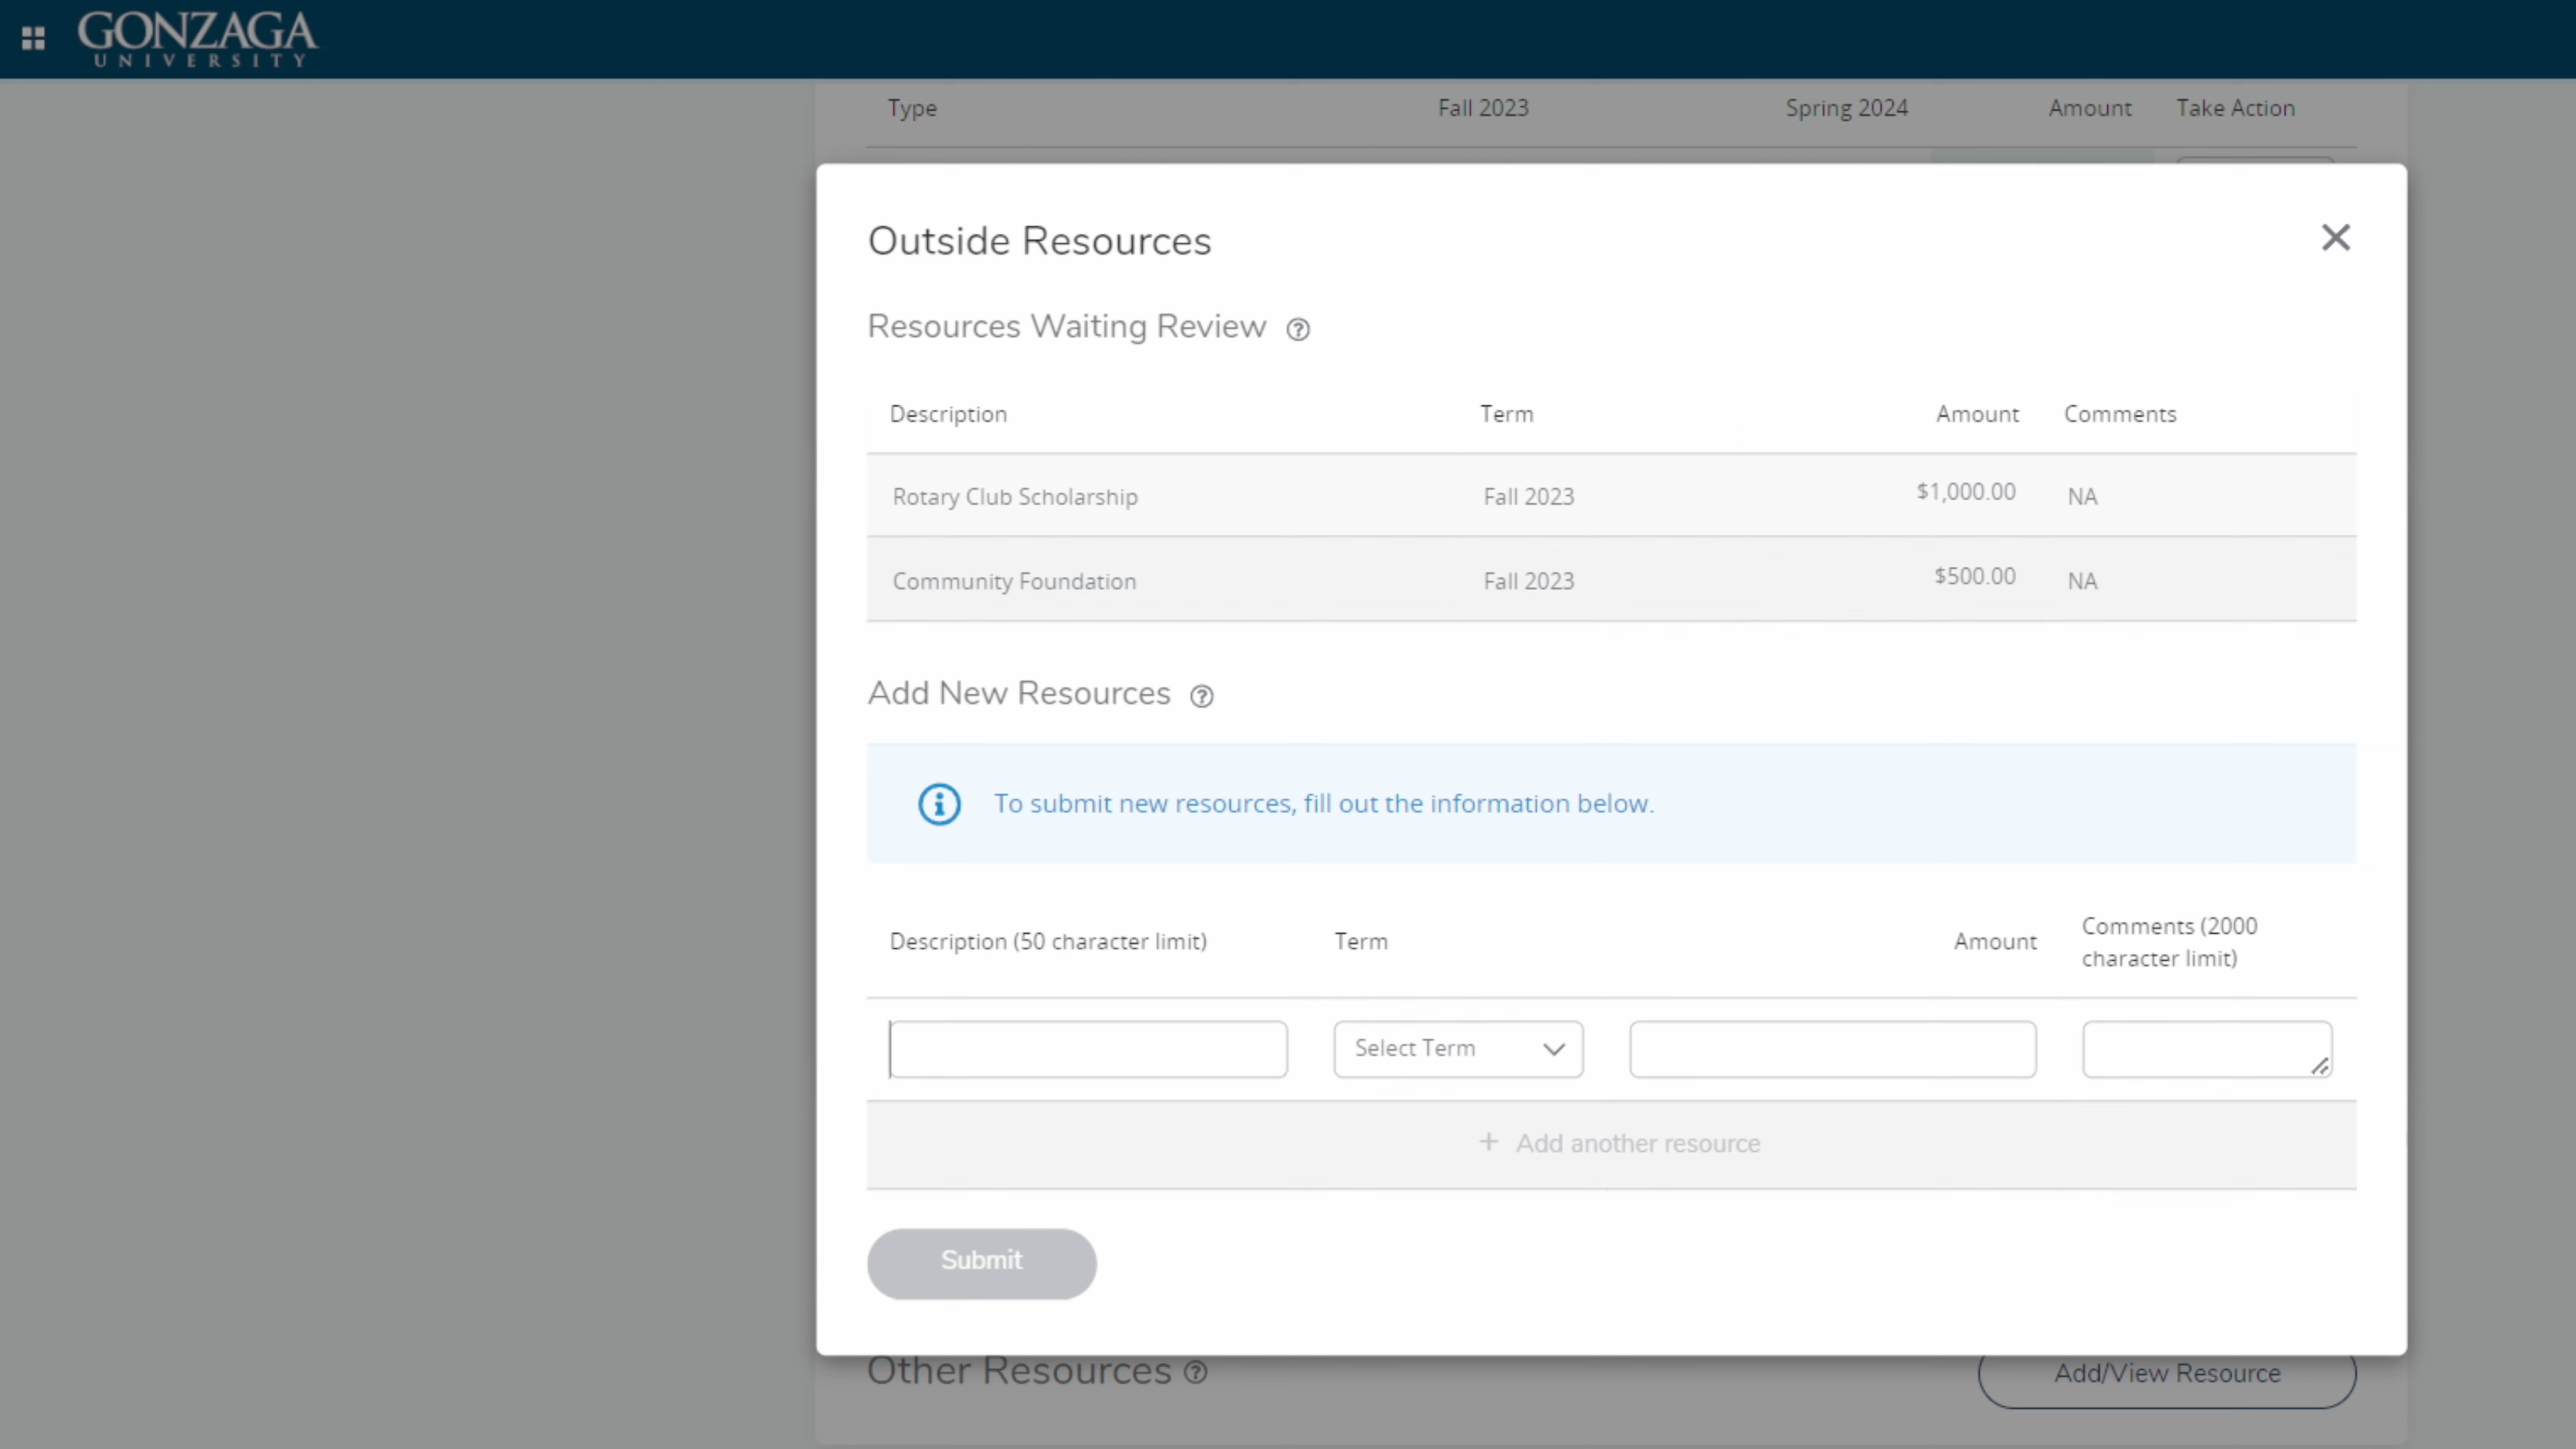 GONZAGA
UNIVERSITY
Type Fall 2023 Spring 2024 Amount Take Action
Outside Resources
Resources Waiting Review
Description Term Amount Comments
Rotary Club Scholarship Fall 2023 $1,000.00 NA
Community Foundation Fall 2023 $500.00 NA
Add New Resources
To submit new resources, fill out the information below.
Description (50 character limit) Term Amount Comments (2000
character limit)
Select Term
+ Add another resource
Submit
Other Resources Add/View Resource